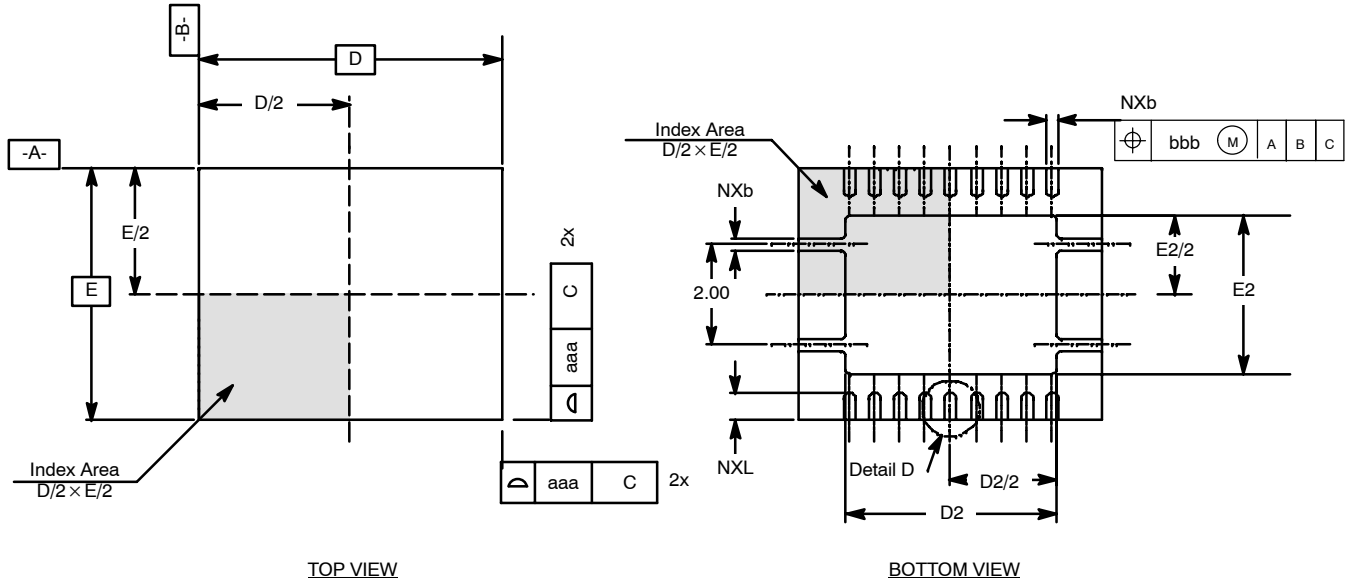 -B-
D
D/2
-A-
E/2
E
2x
C
aaa
Index Area
D/2 × E/2
aaa C 2x
TOP VIEW
NXb
bbb M A B C
Index Area
D/2 × E/2
NXb
E2/2
2.00
E2
NXL
Detail D
D2/2
D2
BOTTOM VIEW